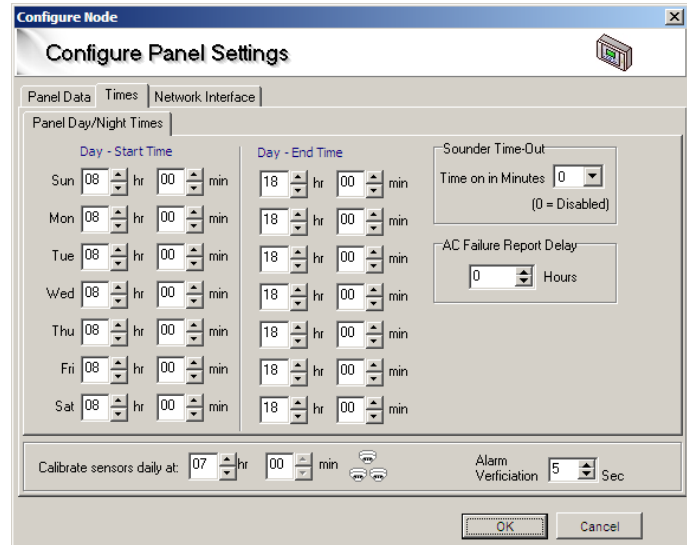 Configure Node
Configure Panel Settings
Panel Data Times Network Interface
Panel Day/Night Times
Day - Start Time Day - End Time Sounder Time-Out
Sun 08 hr 00 min 18 hr 00 min Time on in Minutes 0
(0 = Disabled)
Mon 08 hr 00 min 18 hr 00 min
Tue 08 hr 00 min 18 hr 00 min AC Failure Report Delay
0 Hours
Wed 08 hr 00 min 18 hr 00 min
Thu 08 hr 00 min 18 hr 00 min
Fri 08 hr 00 min 18 hr 00 min
Sat 08 hr 00 min 18 hr 00 min
Calibrate sensors daily at: 07 hr 00 min Alarm
Verficiation 5 Sec
OK Cancel